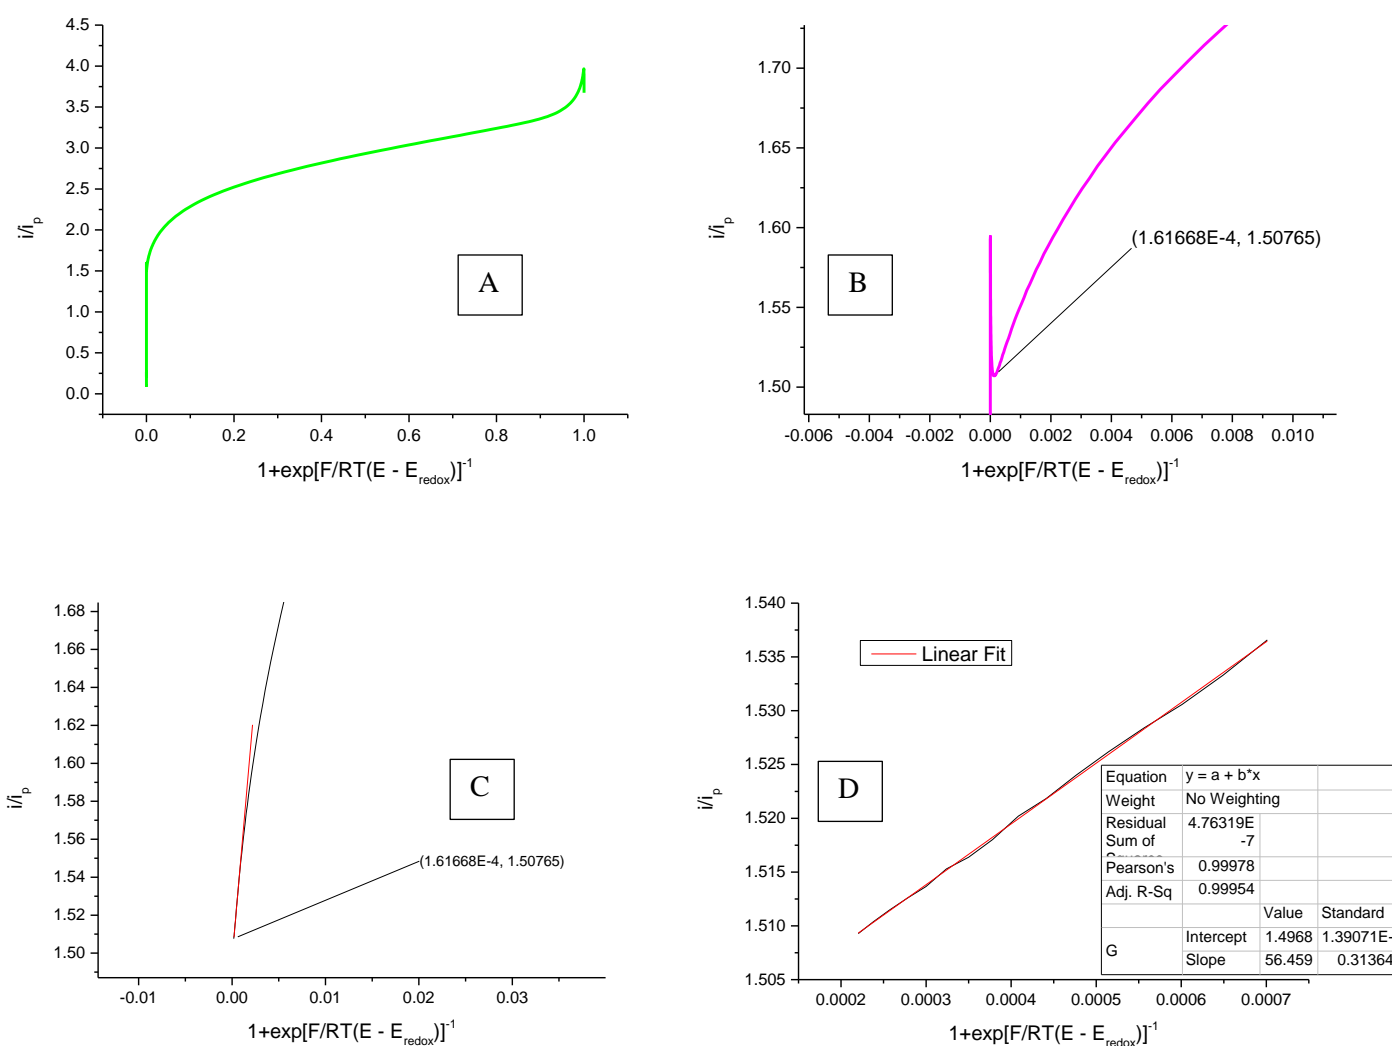 4.5
4.0
3.5
3.0
2.5
2.0
1.5
1.0
0.5
0.0
i/i_p
A
0.0 0.2 0.4 0.6 0.8 1.0
1+exp[F/RT(E - E_redox)]^-1
1.70
1.65
1.60
1.55
1.50
i/i_p
(1.61668E-4, 1.50765)
B
-0.006 -0.004 -0.002 0.000 0.002 0.004 0.006 0.008 0.010
1+exp[F/RT(E - E_redox)]^-1
1.68
1.66
1.64
1.62
1.60
1.58
1.56
1.54
1.52
1.50
i/i_p
C
(1.61668E-4, 1.50765)
-0.01 0.00 0.01 0.02 0.03
1+exp[F/RT(E - E_redox)]^-1
1.540
1.535
1.530
1.525
1.520
1.515
1.510
1.505
i/i_p
Linear Fit
D
Equation y = a + b*x
Weight No Weighting
Residual 4.76319E
Sum of -7
Pearson's 0.99978
Adj. R-Sq 0.99954
Value Standard
G Intercept 1.4968 1.39071E-
Slope 56.459 0.31364
0.0002 0.0003 0.0004 0.0005 0.0006 0.0007
1+exp[F/RT(E - E_redox)]^-1